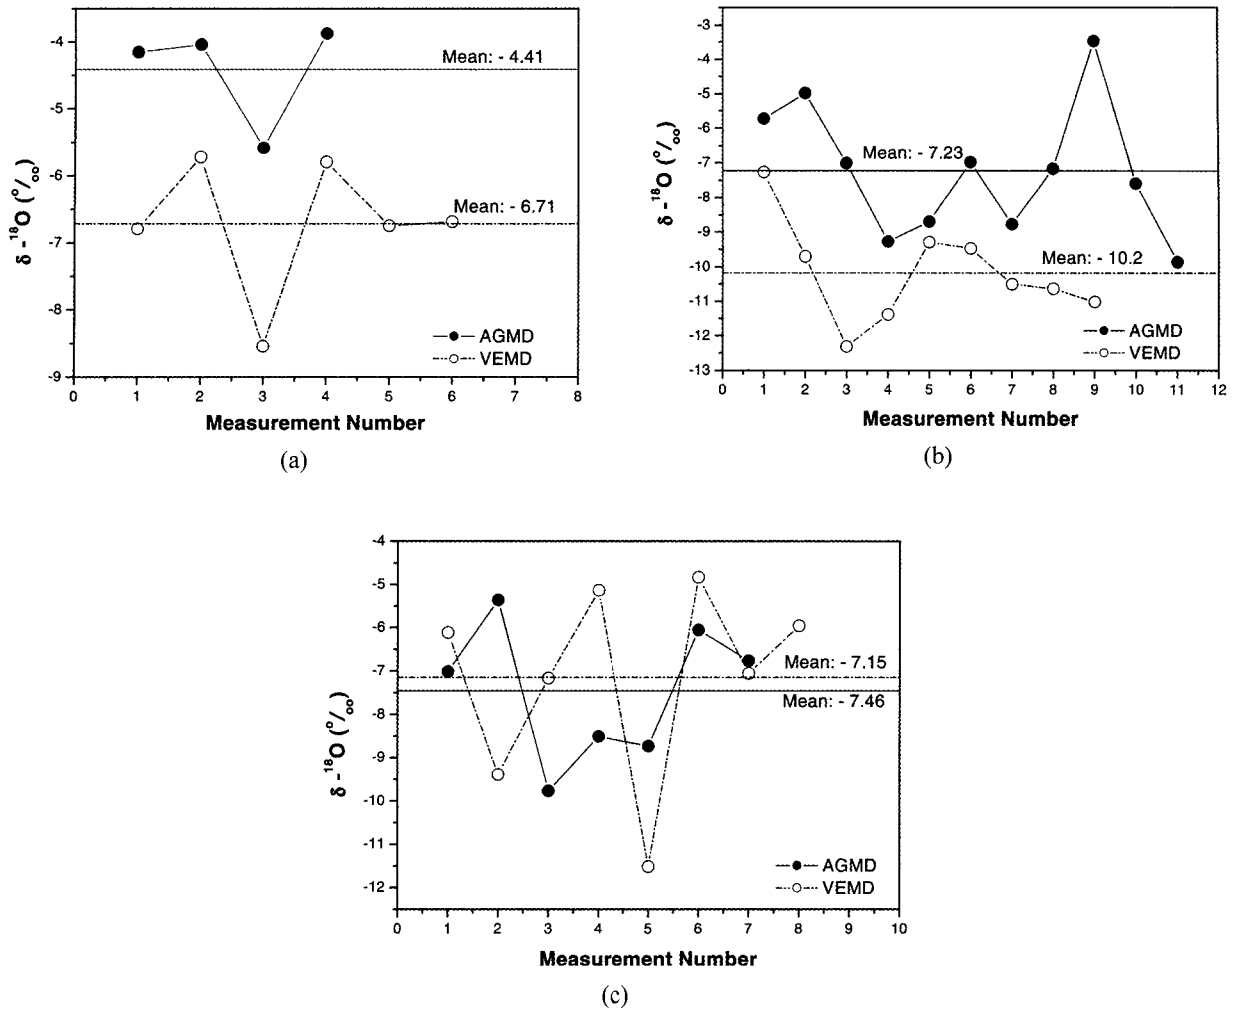 -4
-5
-6
-7
-8
-9
δ - ¹⁸O (°/₀₀)
Mean: - 4.41
Mean: - 6.71
AGMD
VEMD
0 1 2 3 4 5 6 7 8
Measurement Number
(a)
-3
-4
-5
-6
-7
-8
-9
-10
-11
-12
-13
δ - ¹⁸O (°/₀₀)
Mean: - 7.23
Mean: - 10.2
AGMD
VEMD
0 1 2 3 4 5 6 7 8 9 10 11 12
Measurement Number
(b)
-4
-5
-6
-7
-8
-9
-10
-11
-12
δ - ¹⁸O (°/₀₀)
Mean: - 7.15
Mean: - 7.46
AGMD
VEMD
0 1 2 3 4 5 6 7 8 9 10
Measurement Number
(c)